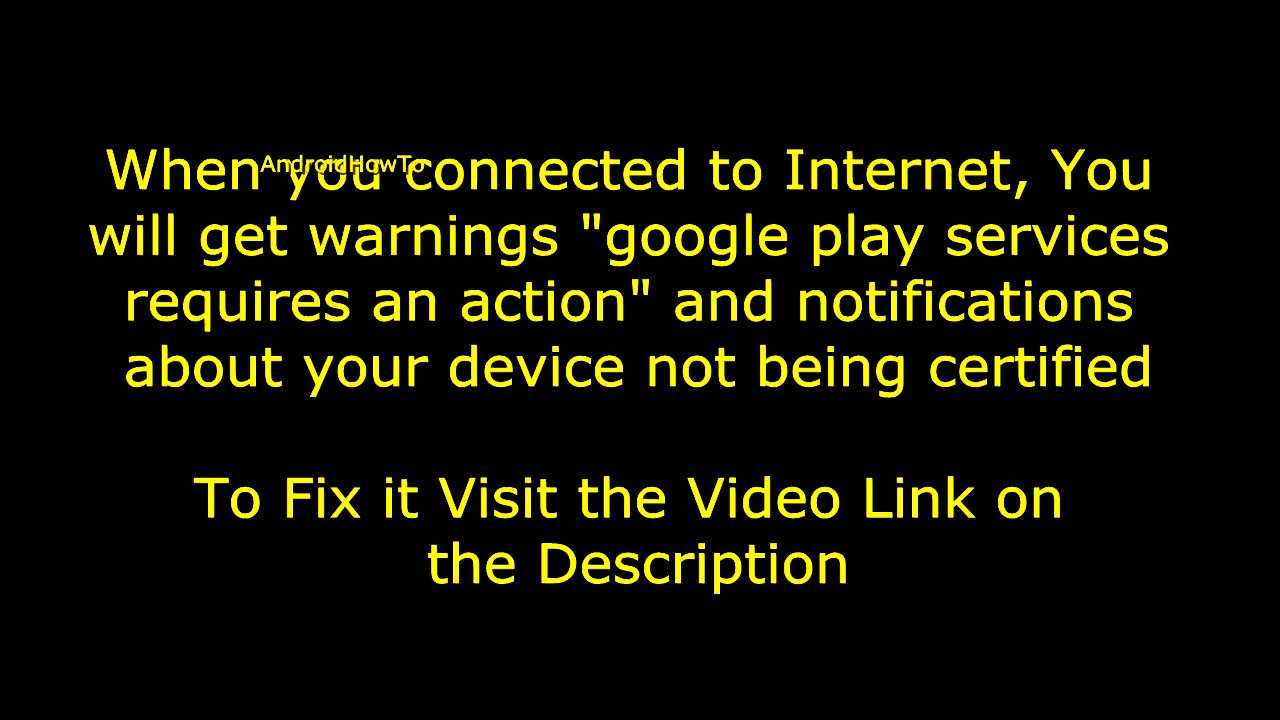 When you connected to Internet, You
AndroidHowTo
will get warnings "google play services
requires an action" and notifications
about your device not being certified
To Fix it Visit the Video Link on
the Description